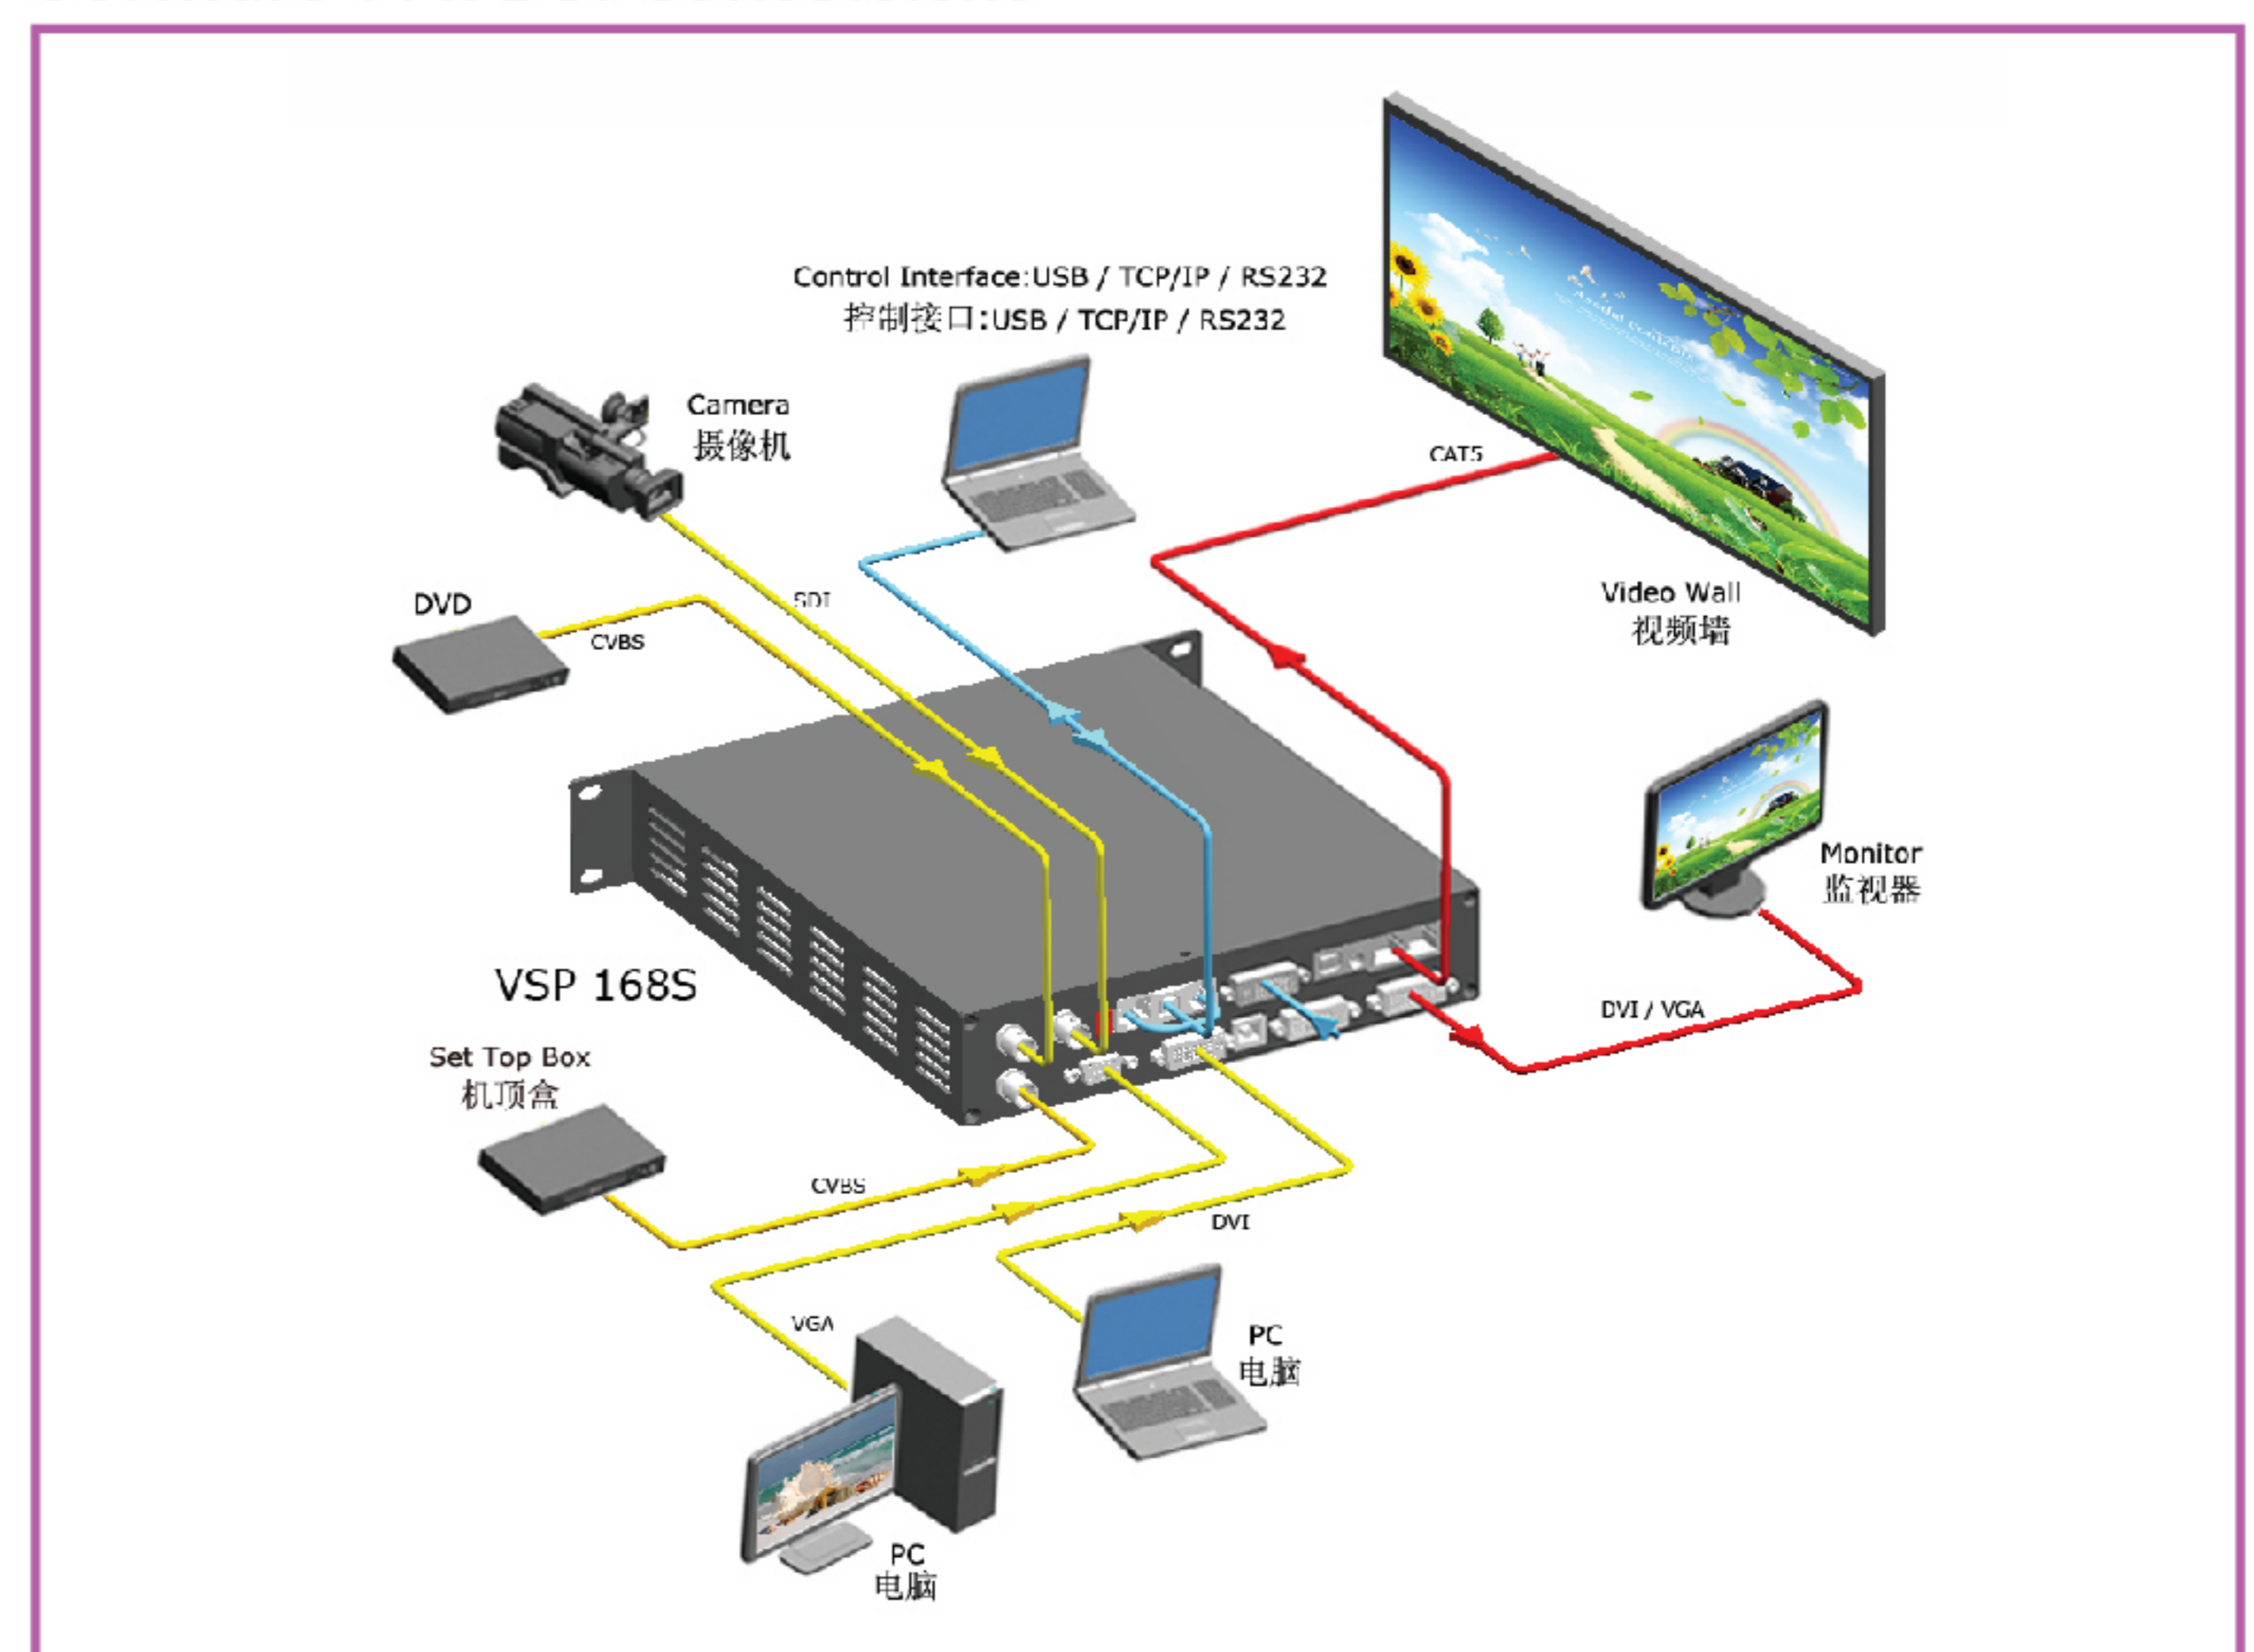 Control Interface:USB / TCP/IP / RS232
控制接口:USB / TCP/IP / RS232
Camera
摄像机
CAT5
SDI
DVD
CVBS
Video Wall
视频墙
Monitor
监视器
VSP 168S
DVI / VGA
Set Top Box
机顶盒
CVBS
DVI
VGA
PC
电脑
PC
电脑